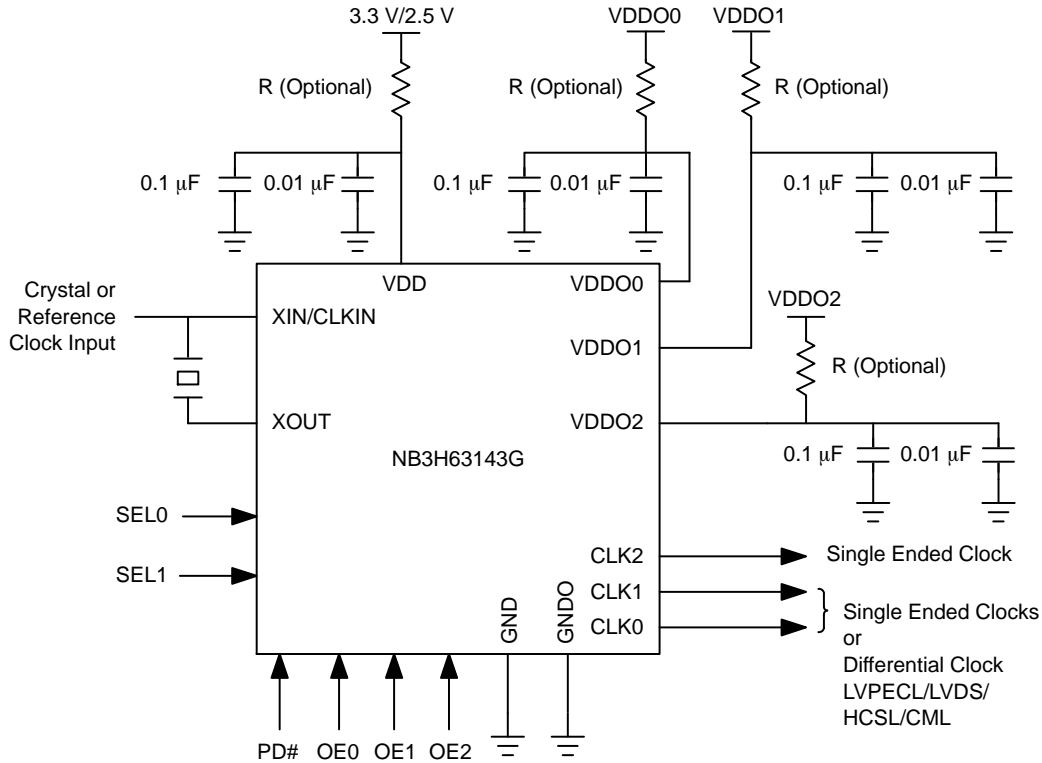 3.3 V/2.5 V
VDDO0
VDDO1
R (Optional)
R (Optional)
R (Optional)
0.1 μF
0.01 μF
0.1 μF
0.01 μF
0.1 μF
0.01 μF
VDD
VDDO0
Crystal or
Reference
Clock Input
XIN/CLKIN
VDDO1
VDDO2
R (Optional)
XOUT
VDDO2
NB3H63143G
0.1 μF
0.01 μF
SEL0
SEL1
CLK2
Single Ended Clock
CLK1
CLK0
Single Ended Clocks
or
Differential Clock
LVPECL/LVDS/
HCSL/CML
GND
GNDO
PD#
OE0
OE1
OE2